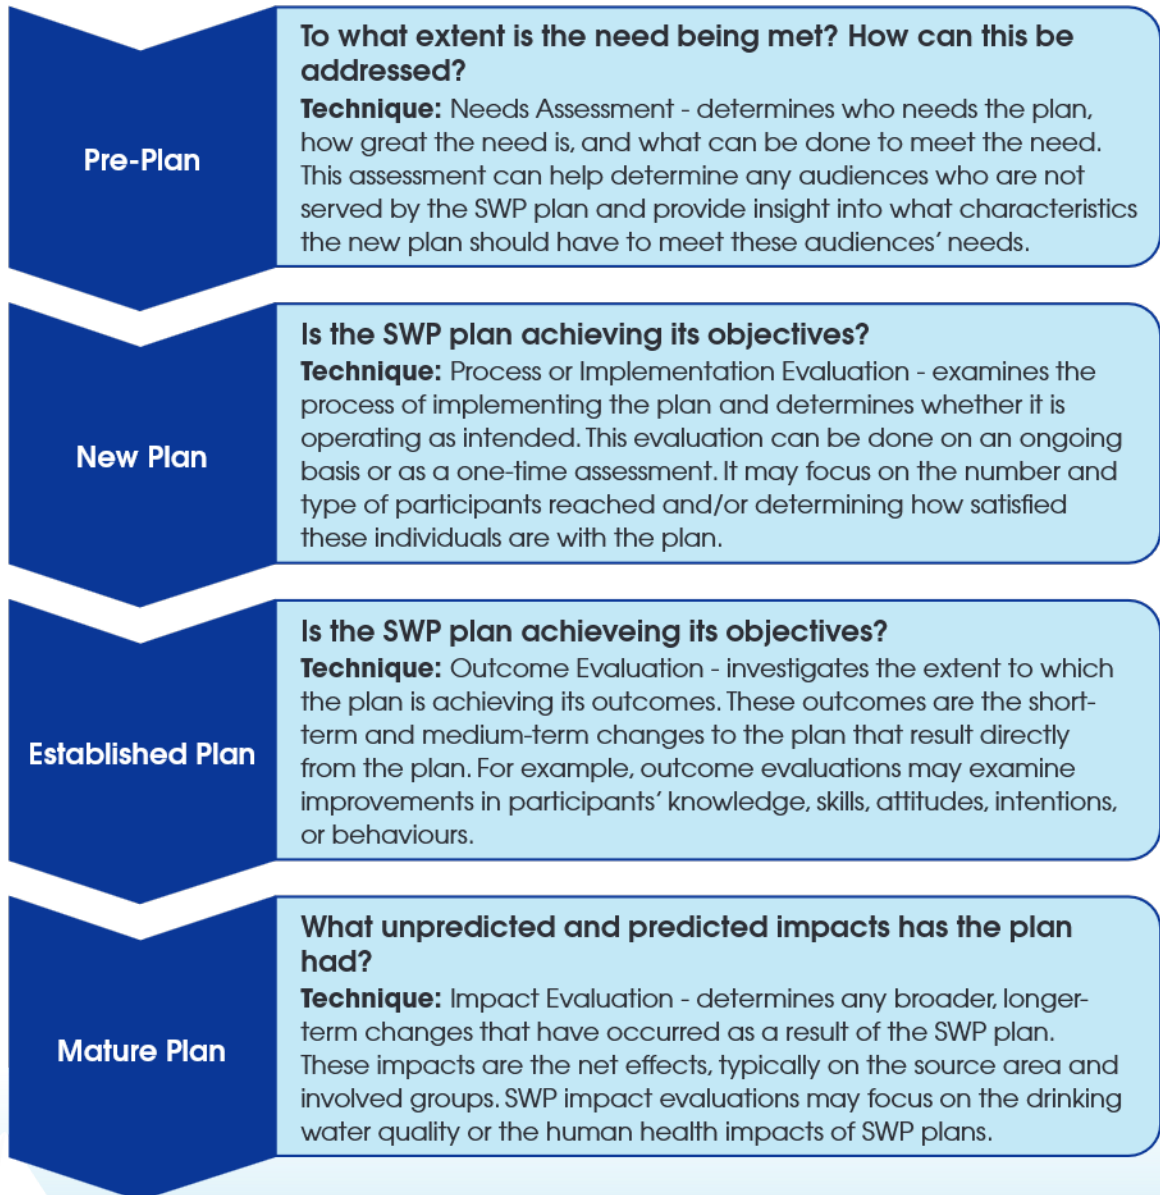 Pre-Plan
To what extent is the need being met? How can this be
addressed?
Technique: Needs Assessment - determines who needs the plan,
how great the need is, and what can be done to meet the need.
This assessment can help determine any audiences who are not
served by the SWP plan and provide insight into what characteristics
the new plan should have to meet these audiences’ needs.
New Plan
Is the SWP plan achieving its objectives?
Technique: Process or Implementation Evaluation - examines the
process of implementing the plan and determines whether it is
operating as intended. This evaluation can be done on an ongoing
basis or as a one-time assessment. It may focus on the number and
type of participants reached and/or determining how satisfied
these individuals are with the plan.
Established Plan
Is the SWP plan achieveing its objectives?
Technique: Outcome Evaluation - investigates the extent to which
the plan is achieving its outcomes. These outcomes are the short-
term and medium-term changes to the plan that result directly
from the plan. For example, outcome evaluations may examine
improvements in participants’ knowledge, skills, attitudes, intentions,
or behaviours.
Mature Plan
What unpredicted and predicted impacts has the plan
had?
Technique: Impact Evaluation - determines any broader, longer-
term changes that have occurred as a result of the SWP plan.
These impacts are the net effects, typically on the source area and
involved groups. SWP impact evaluations may focus on the drinking
water quality or the human health impacts of SWP plans.